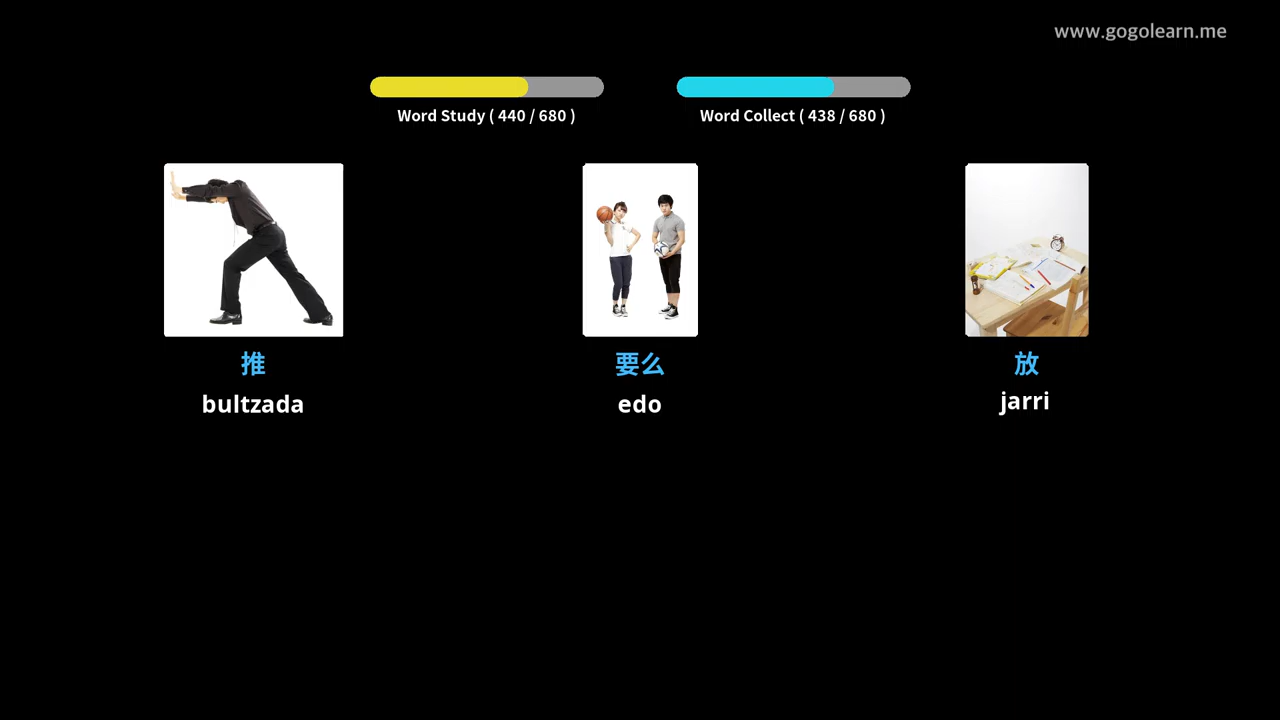 www.gogolearn.me
Word Study ( 440 / 680 )
Word Collect ( 438 / 680 )
推
要么
放
bultzada
edo
jarri